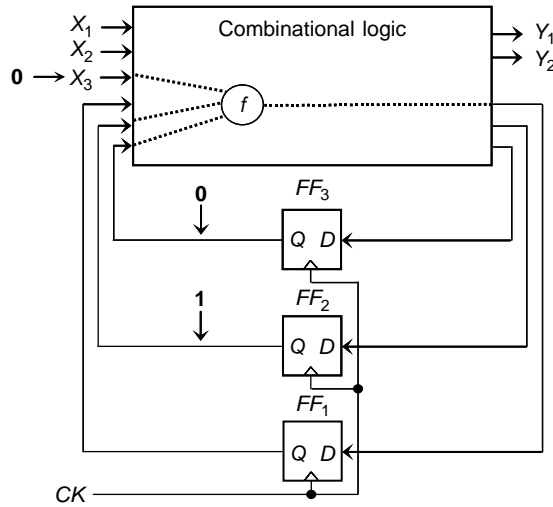 Combinational logic
X1
X2
0 X3
f
Y1
Y2
0
FF3
Q D
1
FF2
Q D
FF1
Q D
CK